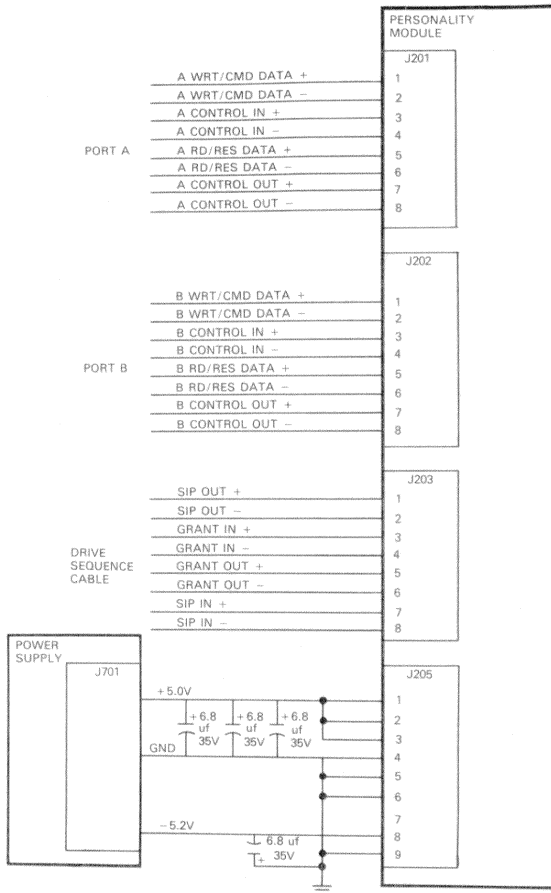 PERSONALITY
MODULE
J201
PORT A
A WRT/CMD DATA + 1
A WRT/CMD DATA − 2
A CONTROL IN + 3
A CONTROL IN − 4
A RD/RES DATA + 5
A RD/RES DATA − 6
A CONTROL OUT + 7
A CONTROL OUT − 8
J202
PORT B
B WRT/CMD DATA + 1
B WRT/CMD DATA − 2
B CONTROL IN + 3
B CONTROL IN − 4
B RD/RES DATA + 5
B RD/RES DATA − 6
B CONTROL OUT + 7
B CONTROL OUT − 8
J203
DRIVE
SEQUENCE
CABLE
SIP OUT + 1
SIP OUT − 2
GRANT IN + 3
GRANT IN − 4
GRANT OUT + 5
GRANT OUT − 6
SIP IN + 7
SIP IN − 8
POWER
SUPPLY
J701
J205
+5.0V 1
+6.8 +6.8 +6.8 2
uf uf uf
35V 35V 35V 3
GND 4
5
6
7
−5.2V 8
6.8 uf
35V 9
+